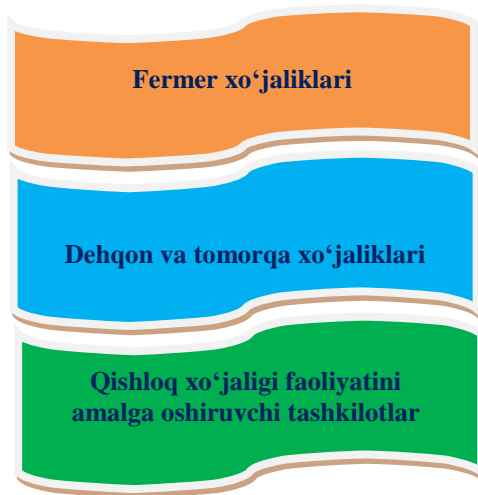 Fermer xo‘jaliklari
Dehqon va tomorqa xo‘jaliklari
Qishloq xo‘jaligi faoliyatini
amalga oshiruvchi tashkilotlar